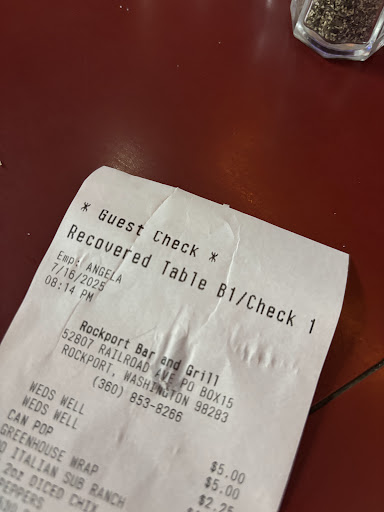 * Guest Check *
Recovered Table B1/Check 1
Emp: ANGELA
7/16/2025
08:14 PM
Rockport Bar and Grill
52807 RAILROAD AVE PO BOX15
ROCKPORT, WASHINGTON 98283
(360) 853-8266
WEDS WELL $5.00
WEDS WELL $5.00
CAN POP $2.25
GREENHOUSE WRAP
ITALIAN SUB RANCH
2oz DICED CHIX
PEPPERS